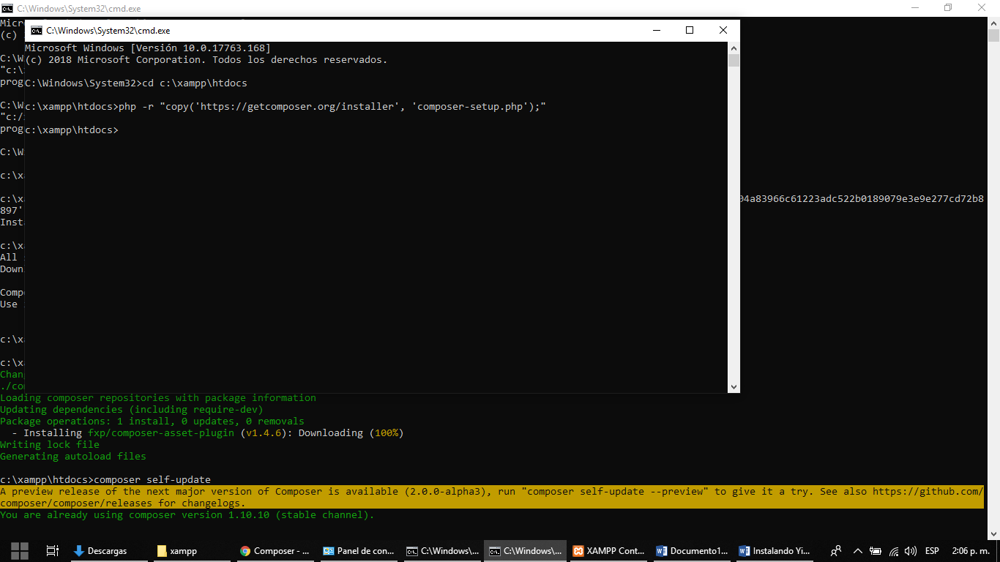 C:\Windows\System32\cmd.exe
Micr
(c)
C:\W
"c:\
prog
C:\W
"c:/
prog
C:\W
c:\x
c:\x
04a83966c61223adc522b0189079e3e9e277cd72b8
897'
Inst
c:\x
All
Down
Comp
Use
c:\x
c:\x
Chan
./co
C:\Windows\System32\cmd.exe
Microsoft Windows [Versión 10.0.17763.168]
(c) 2018 Microsoft Corporation. Todos los derechos reservados.
C:\Windows\System32>cd c:\xampp\htdocs
c:\xampp\htdocs>php -r "copy('https://getcomposer.org/installer', 'composer-setup.php');"
c:\xampp\htdocs>
Loading composer repositories with package information
Updating dependencies (including require-dev)
Package operations: 1 install, 0 updates, 0 removals
- Installing fxp/composer-asset-plugin (v1.4.6): Downloading (100%)
Writing lock file
Generating autoload files
c:\xampp\htdocs>composer self-update
A preview release of the next major version of Composer is available (2.0.0-alpha3), run "composer self-update --preview" to give it a try. See also https://github.com/
composer/composer/releases for changelogs.
You are already using composer version 1.10.10 (stable channel).
Descargas
xampp
Composer - ...
Panel de con...
C:\Windows\...
C:\Windows\...
XAMPP Cont...
Documento1...
Instalando Yi...
ESP
2:06 p. m.